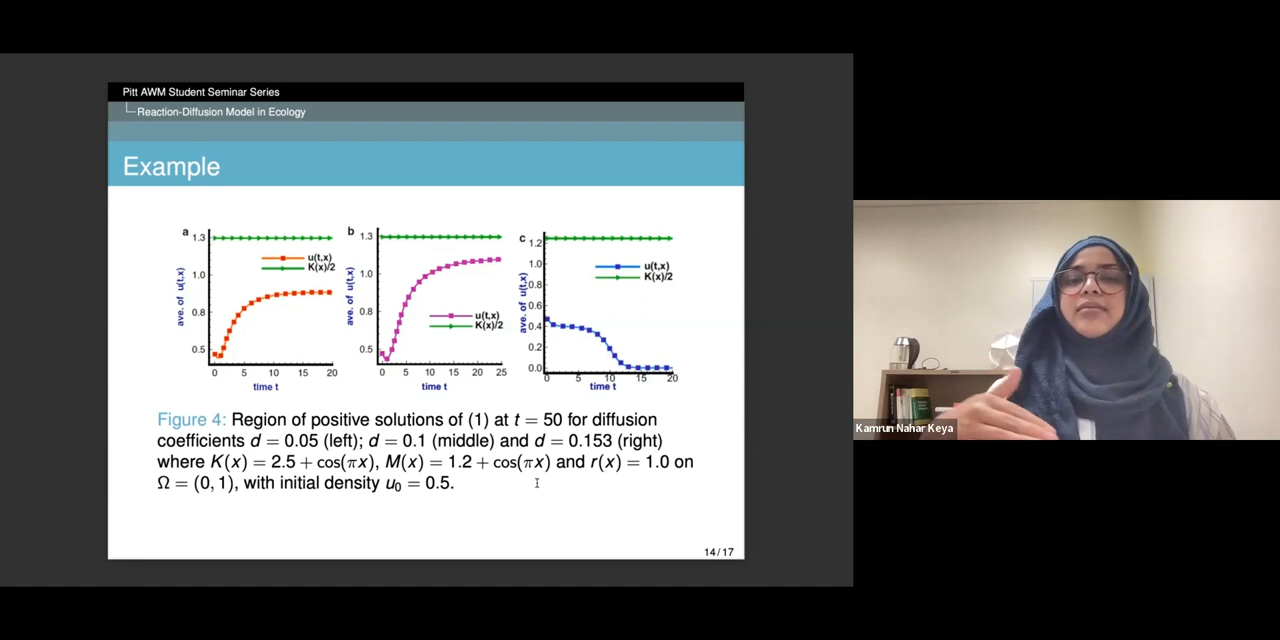 Pitt AWM Student Seminar Series
Reaction-Diffusion Model in Ecology
Example
a
1.3
1.0
0.8
0.5
ave. of u(t,x)
u(t,x)
K(x)/2
0 5 10 15 20
time t
b
1.3
1.0
0.8
0.5
ave. of u(t,x)
u(t,x)
K(x)/2
0 5 10 15 20 25
time t
c
1.2
1.0
0.8
0.6
0.4
0.2
0.0
ave. of u(t,x)
u(t,x)
K(x)/2
0 5 10 15 20
time t
Figure 4: Region of positive solutions of (1) at t = 50 for diffusion
coefficients d = 0.05 (left); d = 0.1 (middle) and d = 0.153 (right)
where K(x) = 2.5 + cos(πx), M(x) = 1.2 + cos(πx) and r(x) = 1.0 on
Ω = (0, 1), with initial density u₀ = 0.5.
14/17
Kamrun Nahar Keya